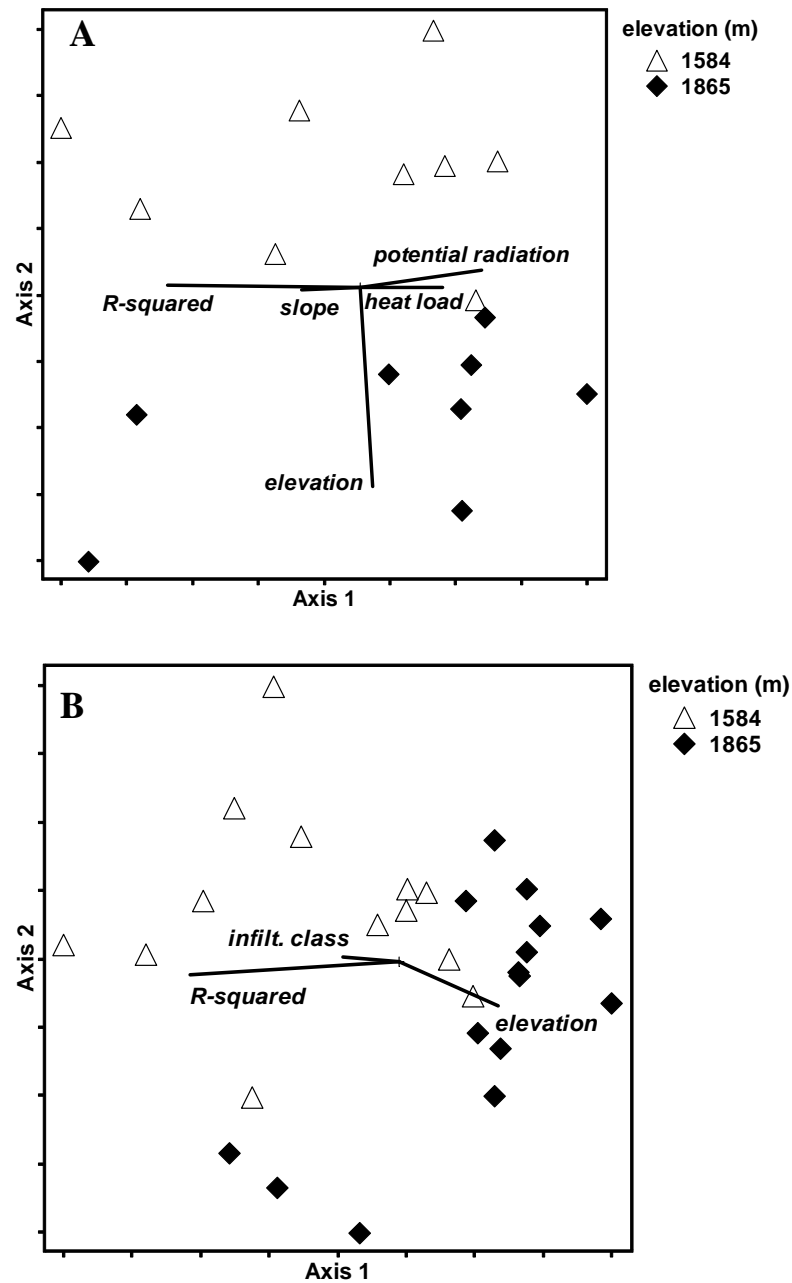 A
elevation (m)
1584
1865
potential radiation
R-squared
slope
heat load
elevation
Axis 2
Axis 1
B
elevation (m)
1584
1865
infilt. class
R-squared
elevation
Axis 2
Axis 1